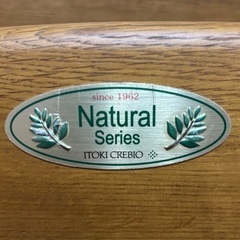 since 1962
Natural
Series
ITOKI CREBIO